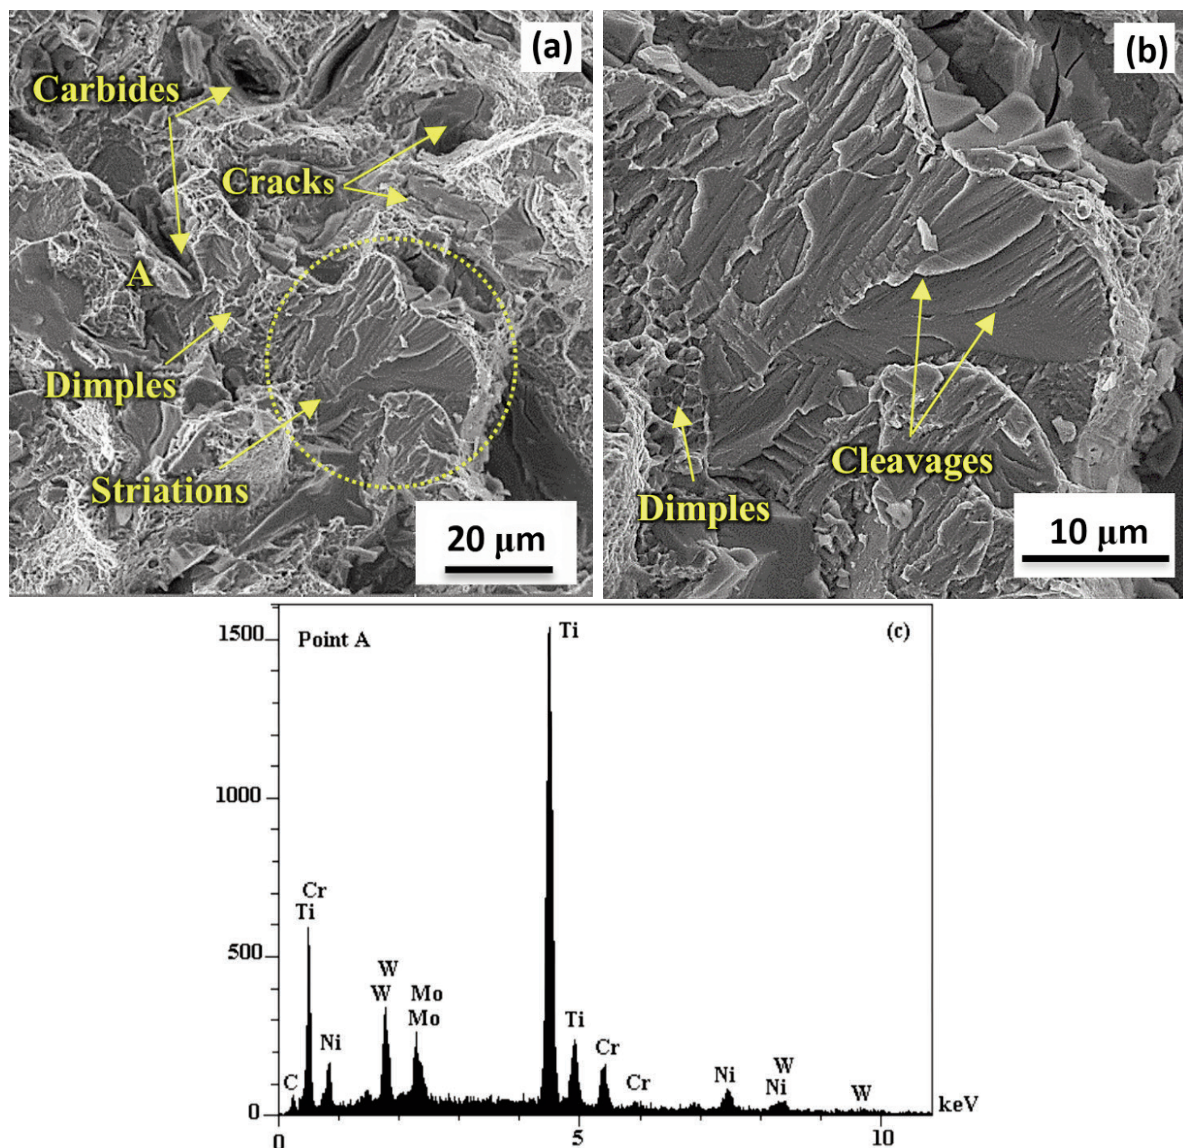 (a)
Carbides
Cracks
A
Dimples
Striations
20 μm
(b)
Cleavages
Dimples
10 μm
1500
Point A
Ti
(c)
1000
Cr
Ti
500
W
W
Mo
Mo
Ni
Ti
Cr
C
Cr
Ni
W
Ni
W
0
keV
0
5
10